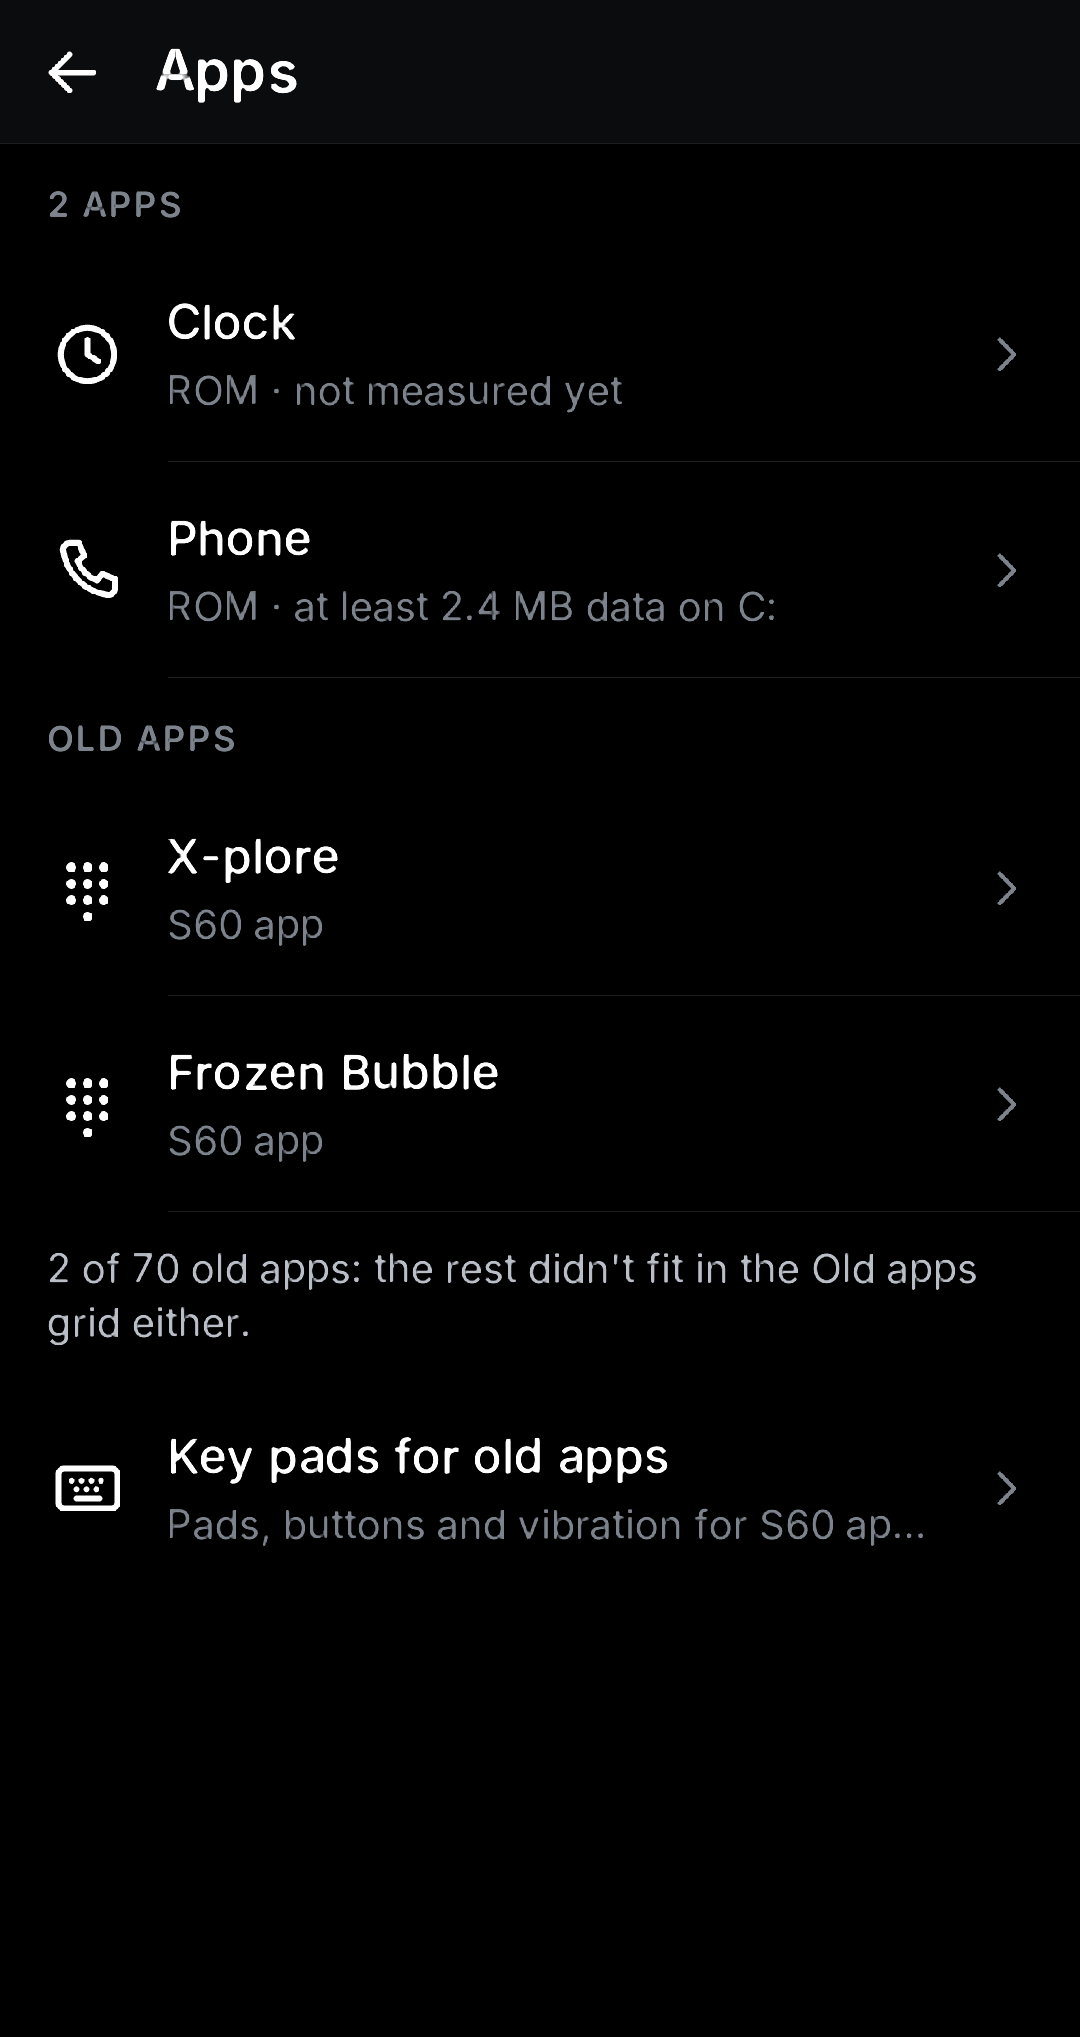 Apps
2 APPS
Clock
ROM · not measured yet
Phone
ROM · at least 2.4 MB data on C:
OLD APPS
X-plore
S60 app
Frozen Bubble
S60 app
2 of 70 old apps: the rest didn't fit in the Old apps
grid either.
Key pads for old apps
Pads, buttons and vibration for S60 ap...